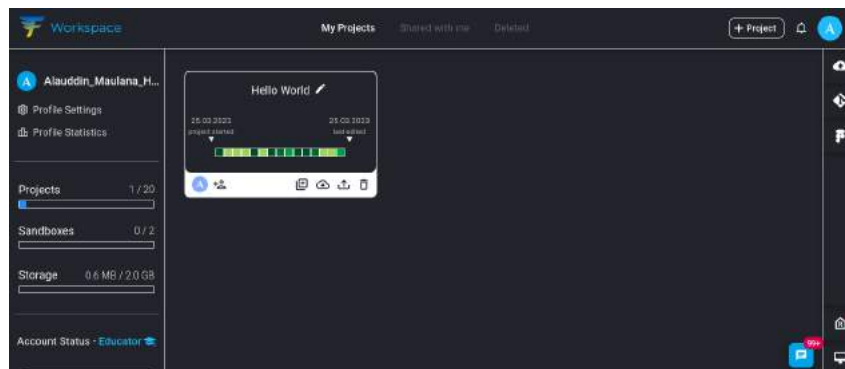 Workspace
My Projects Shared with me Deleted
+ Project
A
A Alauddin_Maulana_H...
Profile Settings
Profile Statistics
Projects 1 / 20
Sandboxes 0 / 2
Storage 0.6 MB / 2.0 GB
Account Status - Educator
Hello World
25.03.2023 25.03.2023
project started last edited
A
99+